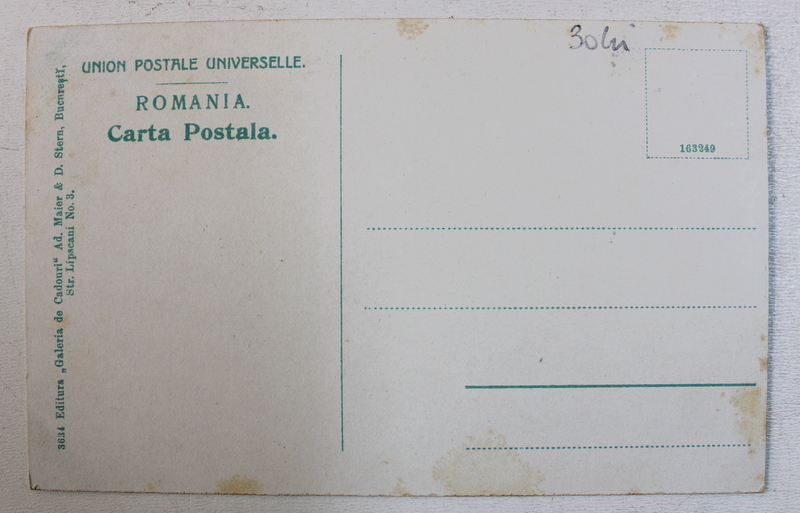 UNION POSTALE UNIVERSELLE.
ROMANIA.
Carta Postala.
30 lei
163249
3634 Editura „Galeria de Cadouri“ Ad. Maier & D. Stern, Bucureştĭ,
Str. Lipscani No. 3.